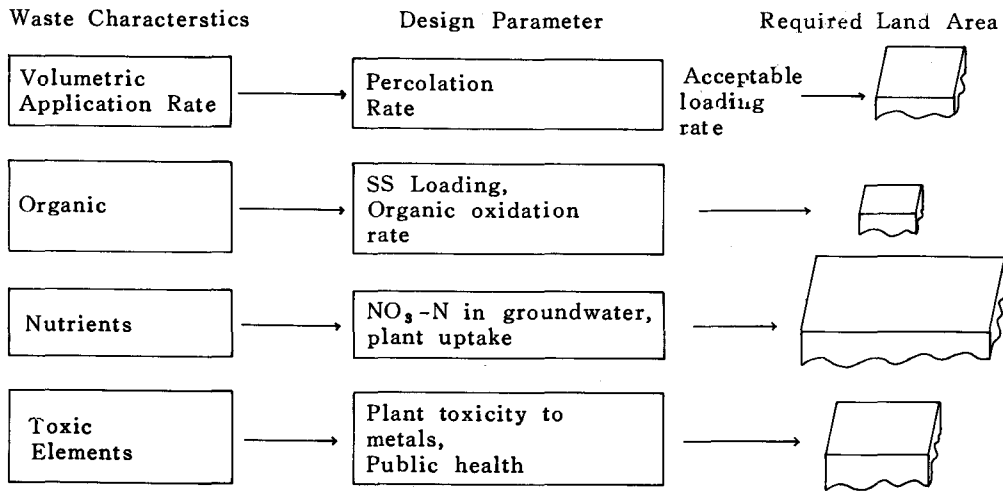 Waste Characterstics
Design Parameter
Required Land Area
Volumetric
Application Rate
Percolation
Rate
Acceptable
loading
rate
Organic
SS Loading,
Organic oxidation
rate
Nutrients
NO₃-N in groundwater,
plant uptake
Toxic
Elements
Plant toxicity to
metals,
Public health